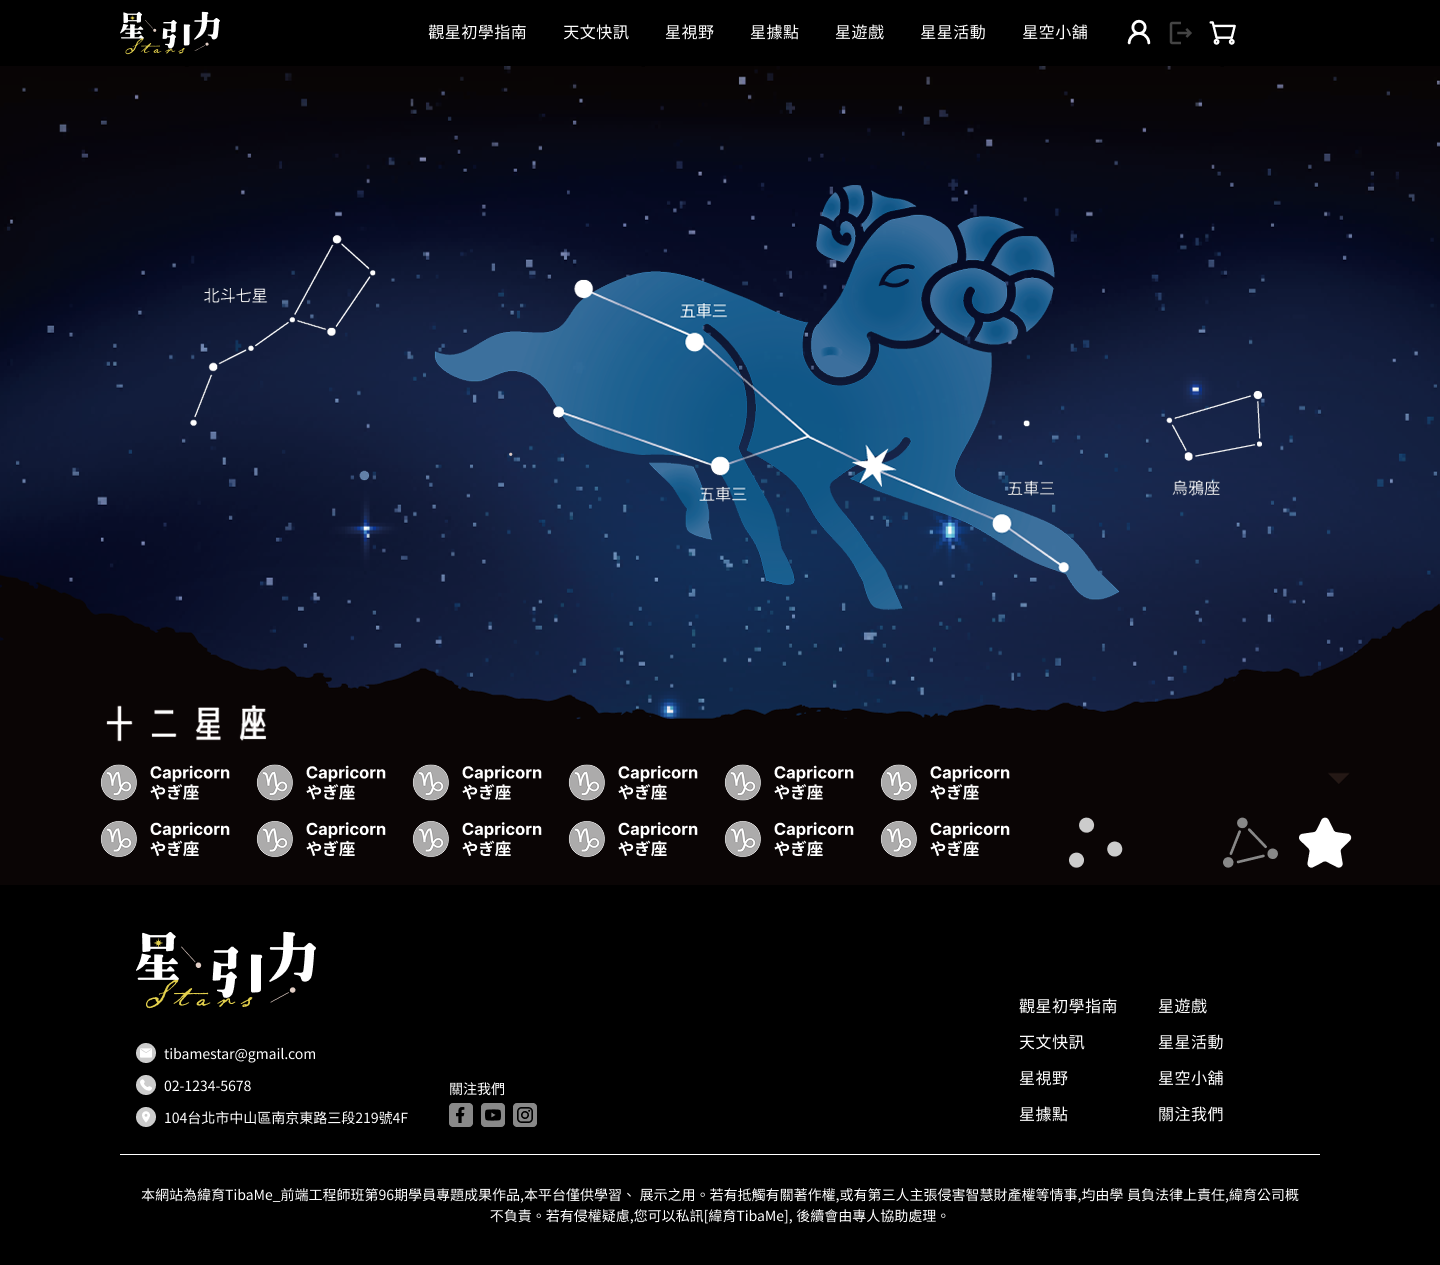 星引力
Stars
觀星初學指南 天文快訊 星視野 星據點 星遊戲 星星活動 星空小舖
北斗七星
五車三
五車三
五車三
烏鴉座
十二星座
Capricorn Capricorn Capricorn Capricorn Capricorn Capricorn
やぎ座 やぎ座 やぎ座 やぎ座 やぎ座 やぎ座
Capricorn Capricorn Capricorn Capricorn Capricorn Capricorn
やぎ座 やぎ座 やぎ座 やぎ座 やぎ座 やぎ座
星引力
Stars
tibamestar@gmail.com
02-1234-5678
104台北市中山區南京東路三段219號4F
關注我們
觀星初學指南 星遊戲
天文快訊 星星活動
星視野 星空小舖
星據點 關注我們
本網站為緯育TibaMe_前端工程師班第96期學員專題成果作品,本平台僅供學習、 展示之用。若有抵觸有關著作權,或有第三人主張侵害智慧財產權等情事,均由學 員負法律上責任,緯育公司概
不負責。若有侵權疑慮,您可以私訊[緯育TibaMe], 後續會由專人協助處理。